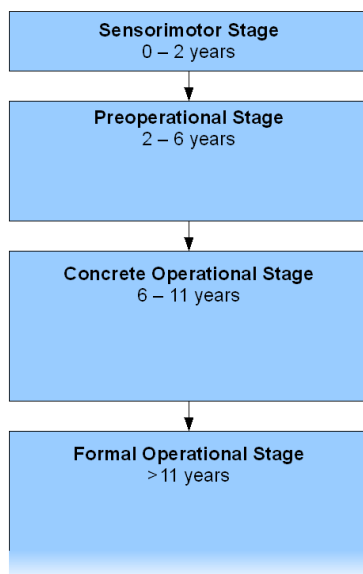 Sensorimotor Stage
0 – 2 years
Preoperational Stage
2 – 6 years
Concrete Operational Stage
6 – 11 years
Formal Operational Stage
>11 years